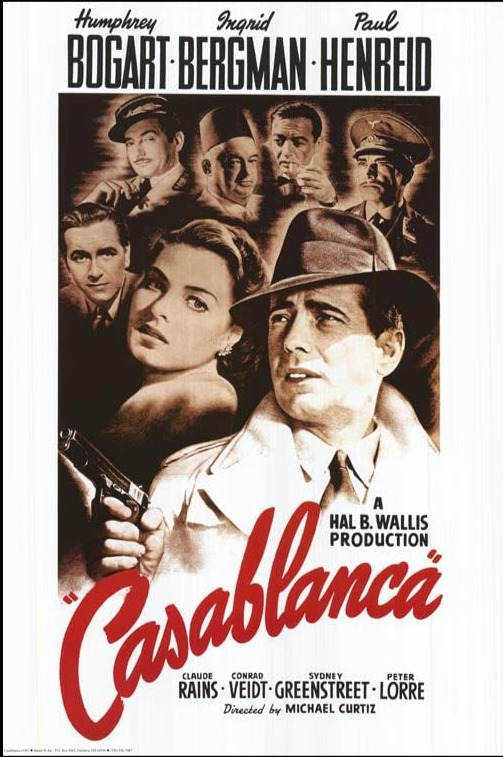 Humphrey Ingrid Paul
BOGART · BERGMAN · HENREID
A
HAL B. WALLIS
PRODUCTION
"Casablanca"
CLAUDE CONRAD SYDNEY PETER
RAINS · VEIDT · GREENSTREET · LORRE
Directed by MICHAEL CURTIZ